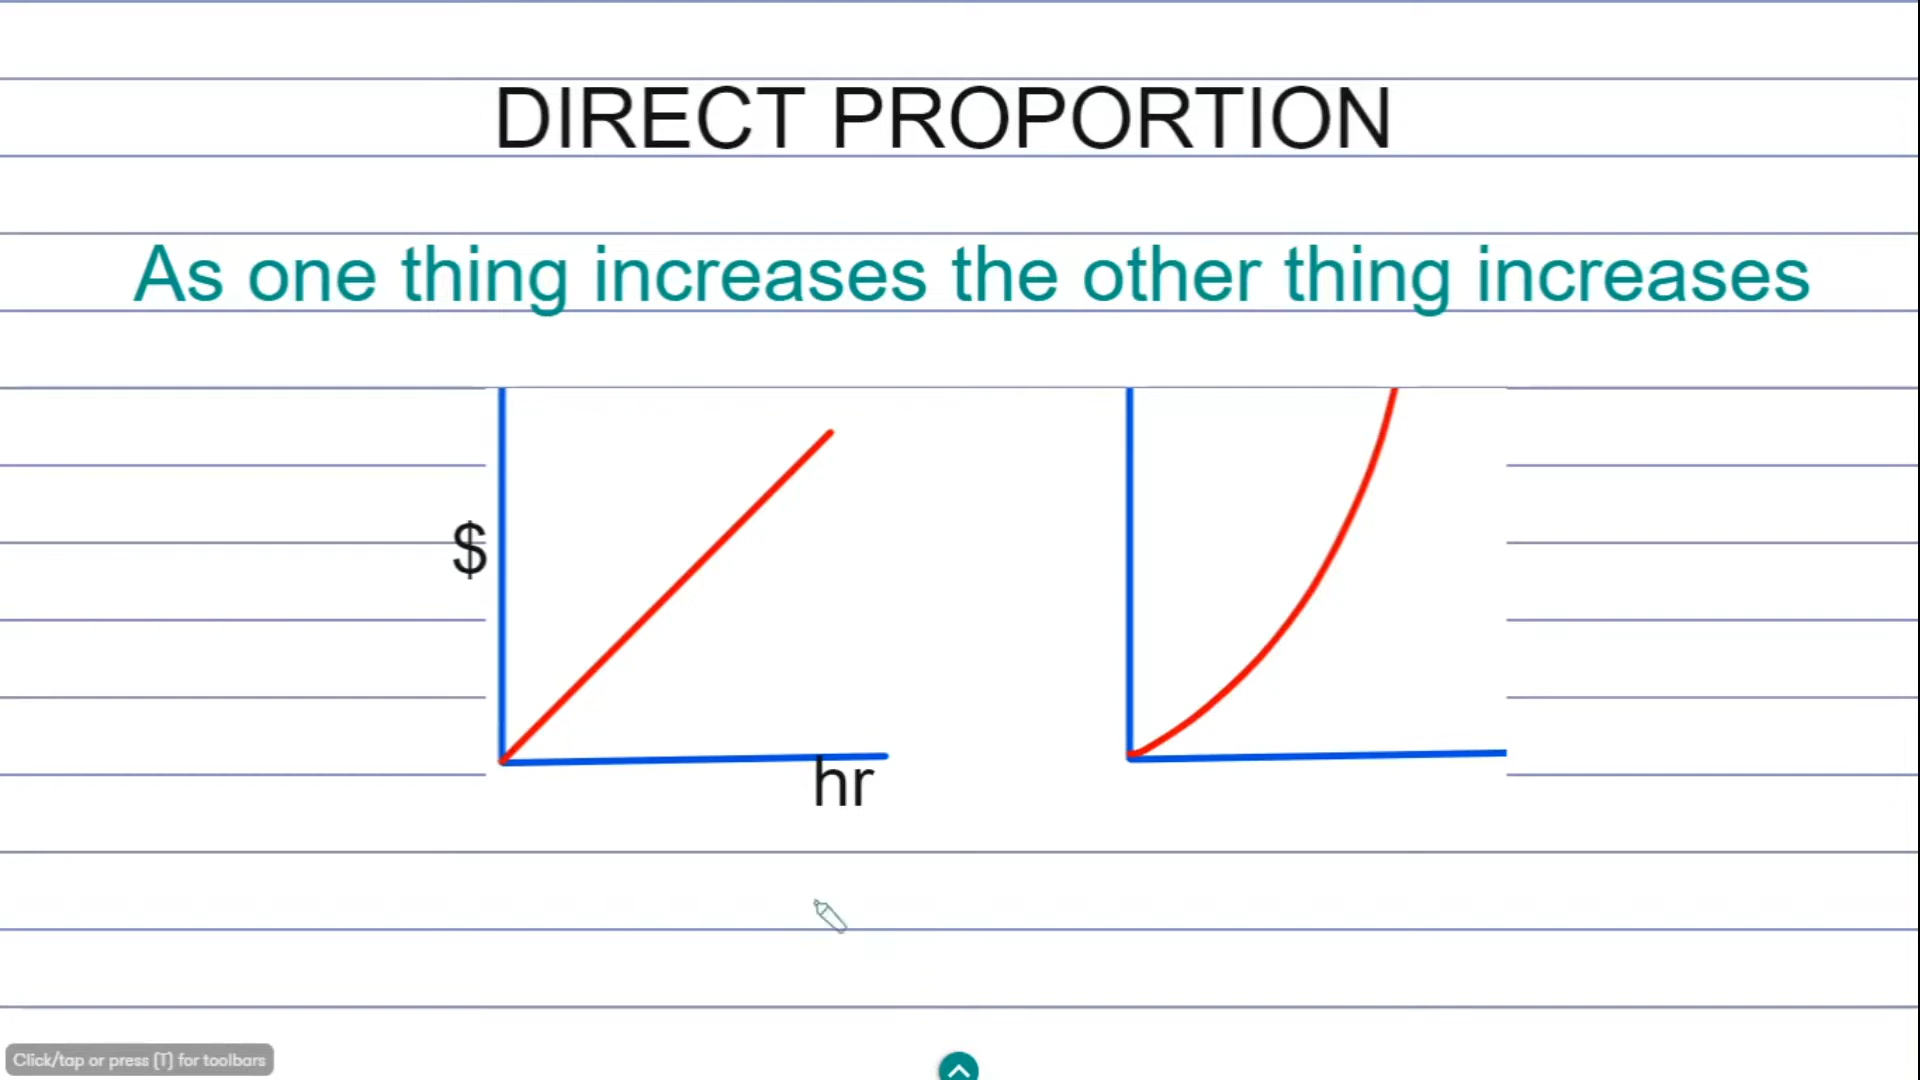 DIRECT PROPORTION
As one thing increases the other thing increases
$
hr
Click/tap or press (T) for toolbars